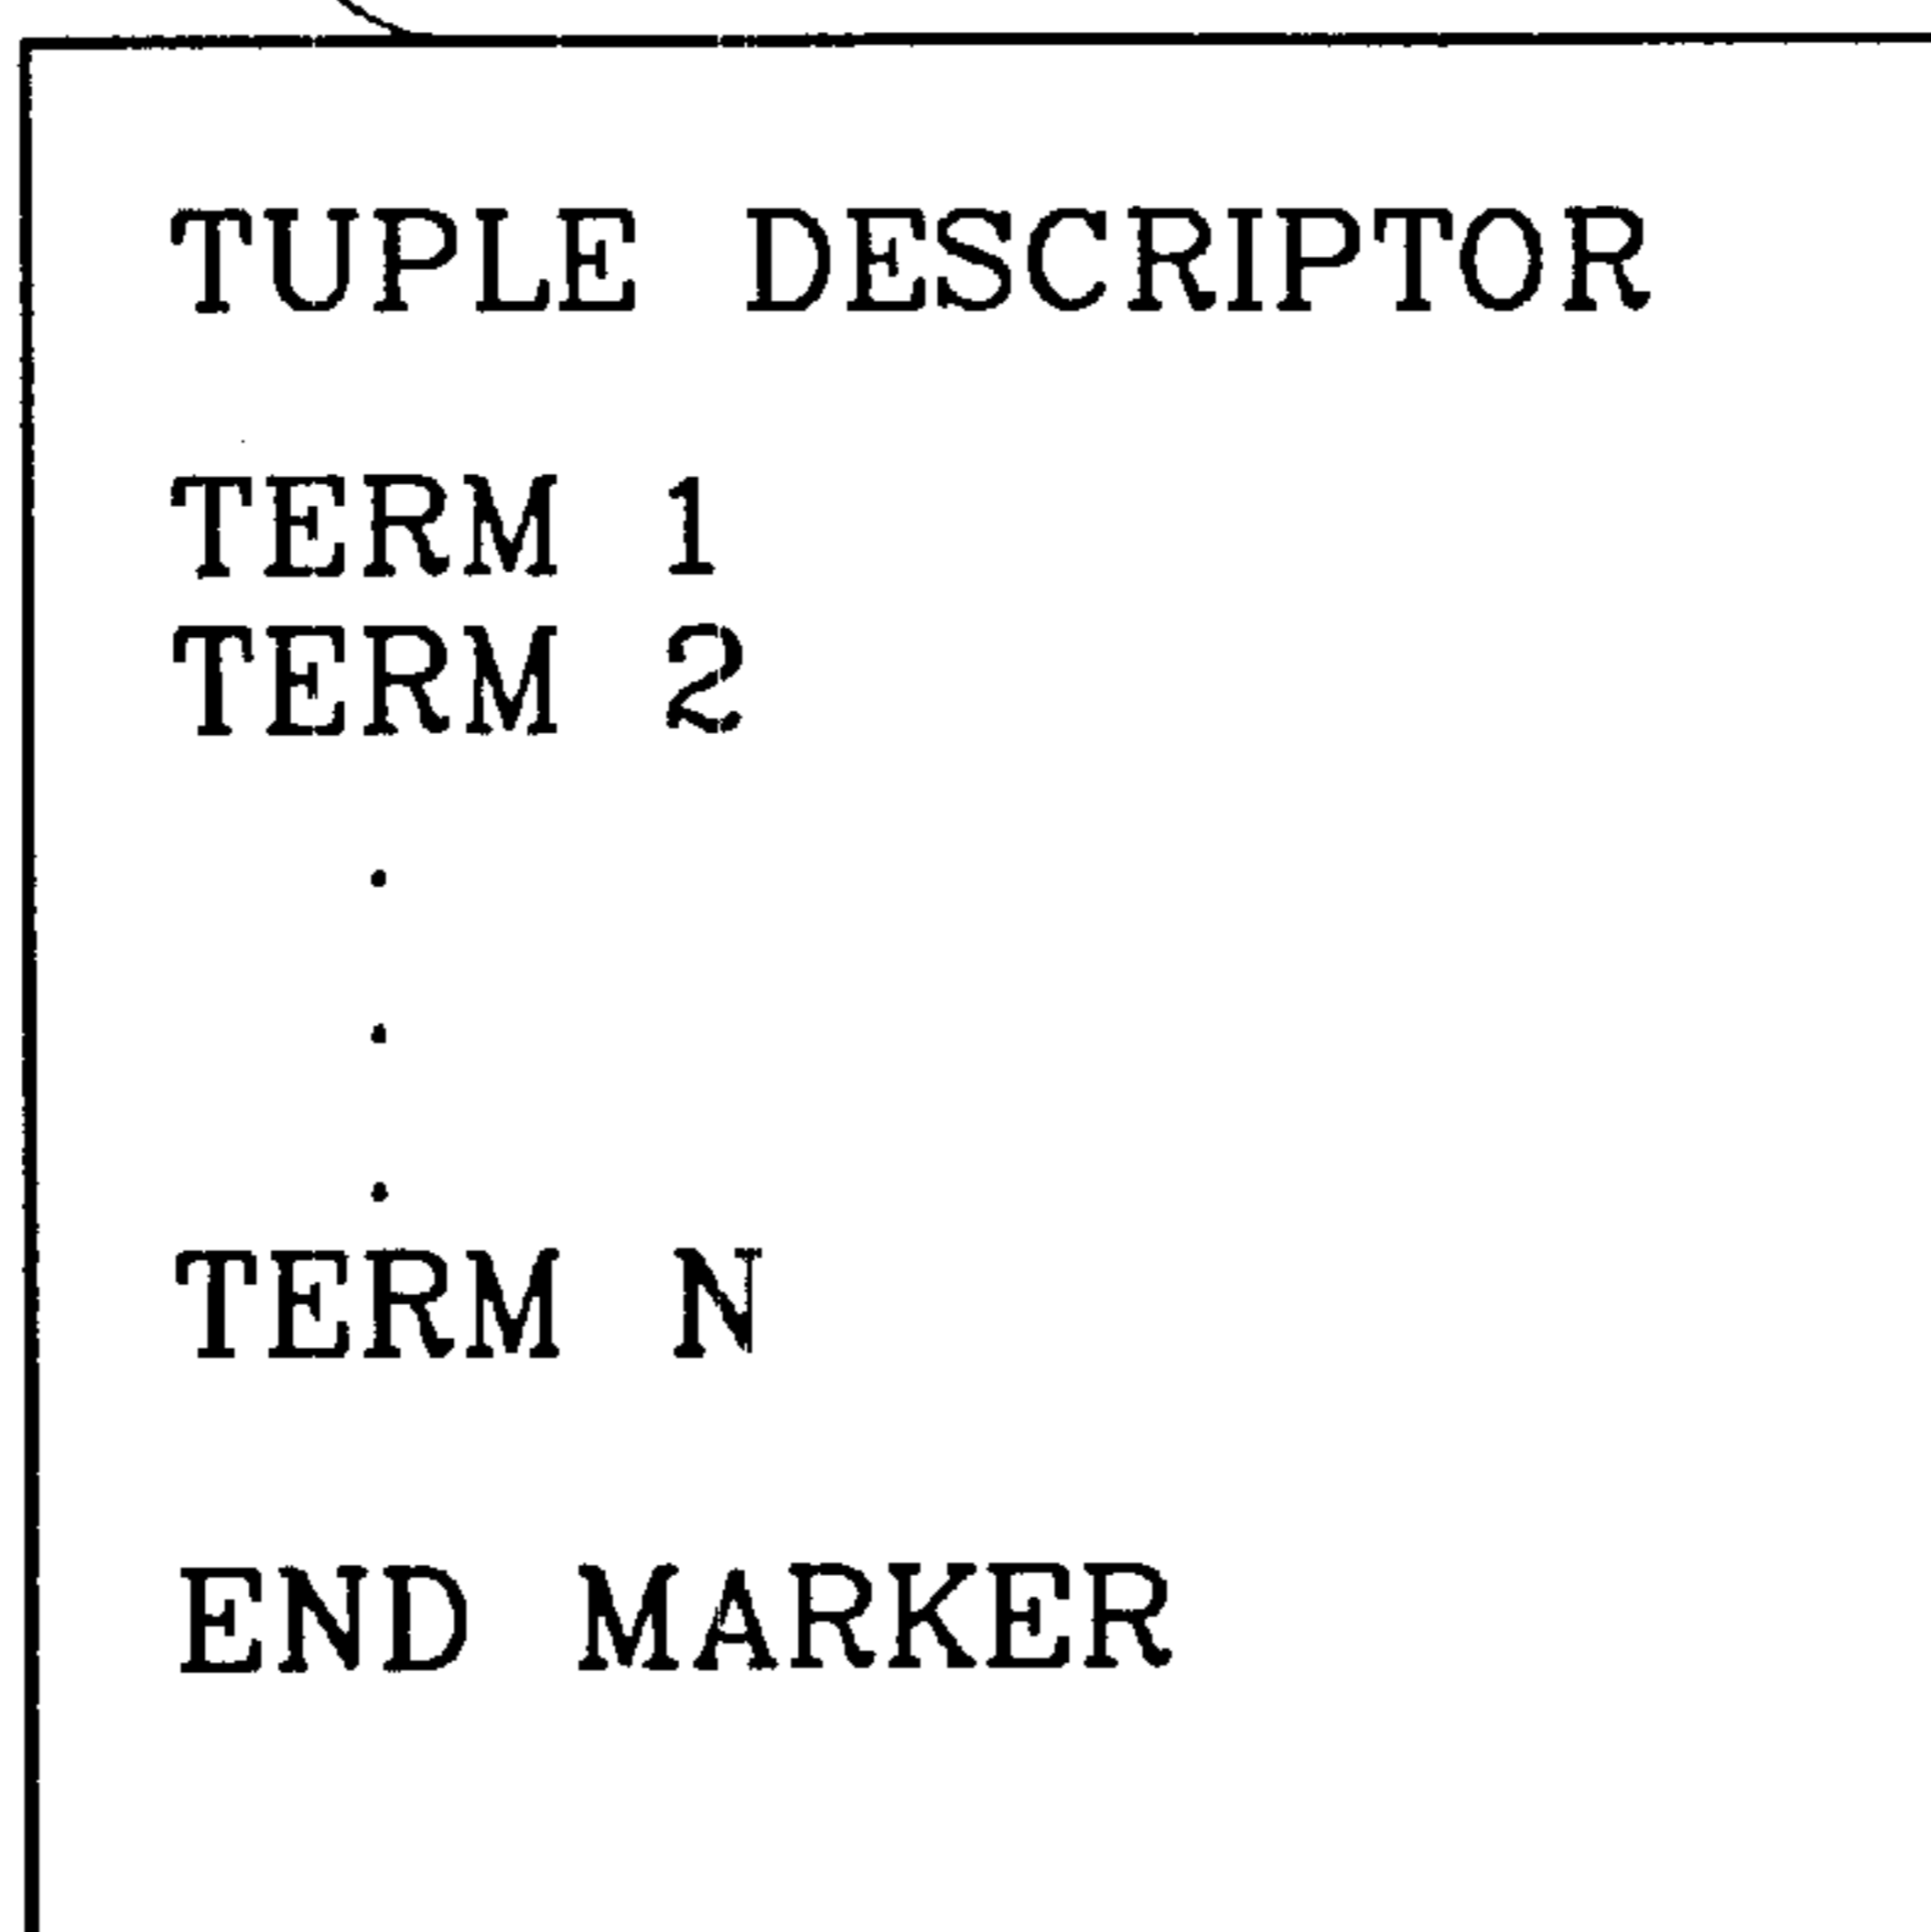 TUPLE DESCRIPTOR
TERM 1
TERM 2
.
.
.
TERM N
END MARKER